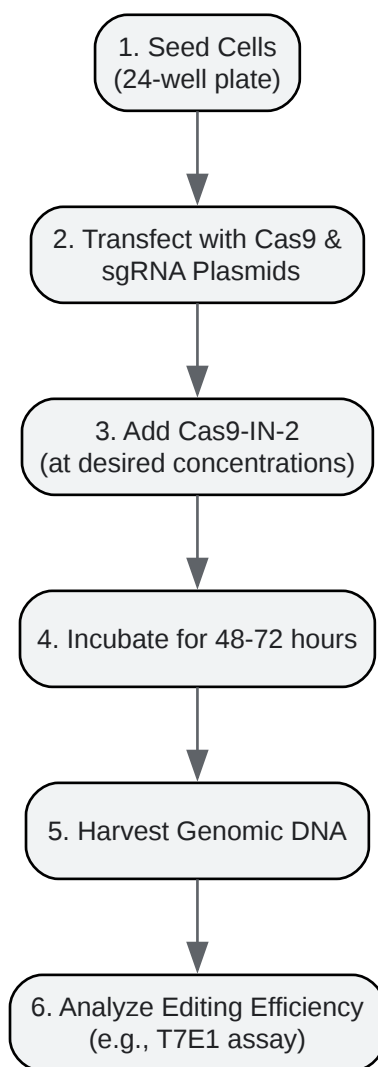 1. Seed Cells
(24-well plate)
2. Transfect with Cas9 &
sgRNA Plasmids
3. Add Cas9-IN-2
(at desired concentrations)
4. Incubate for 48-72 hours
5. Harvest Genomic DNA
6. Analyze Editing Efficiency
(e.g., T7E1 assay)